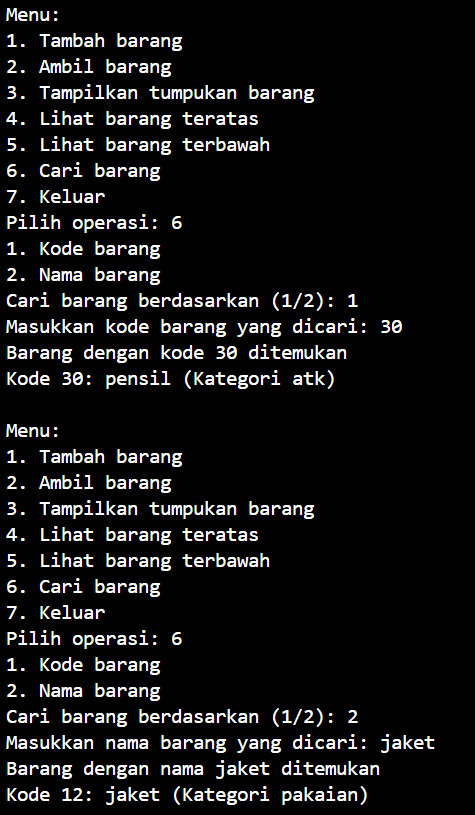 Menu:
1. Tambah barang
2. Ambil barang
3. Tampilkan tumpukan barang
4. Lihat barang teratas
5. Lihat barang terbawah
6. Cari barang
7. Keluar
Pilih operasi: 6
1. Kode barang
2. Nama barang
Cari barang berdasarkan (1/2): 1
Masukkan kode barang yang dicari: 30
Barang dengan kode 30 ditemukan
Kode 30: pensil (Kategori atk)

Menu:
1. Tambah barang
2. Ambil barang
3. Tampilkan tumpukan barang
4. Lihat barang teratas
5. Lihat barang terbawah
6. Cari barang
7. Keluar
Pilih operasi: 6
1. Kode barang
2. Nama barang
Cari barang berdasarkan (1/2): 2
Masukkan nama barang yang dicari: jaket
Barang dengan nama jaket ditemukan
Kode 12: jaket (Kategori pakaian)